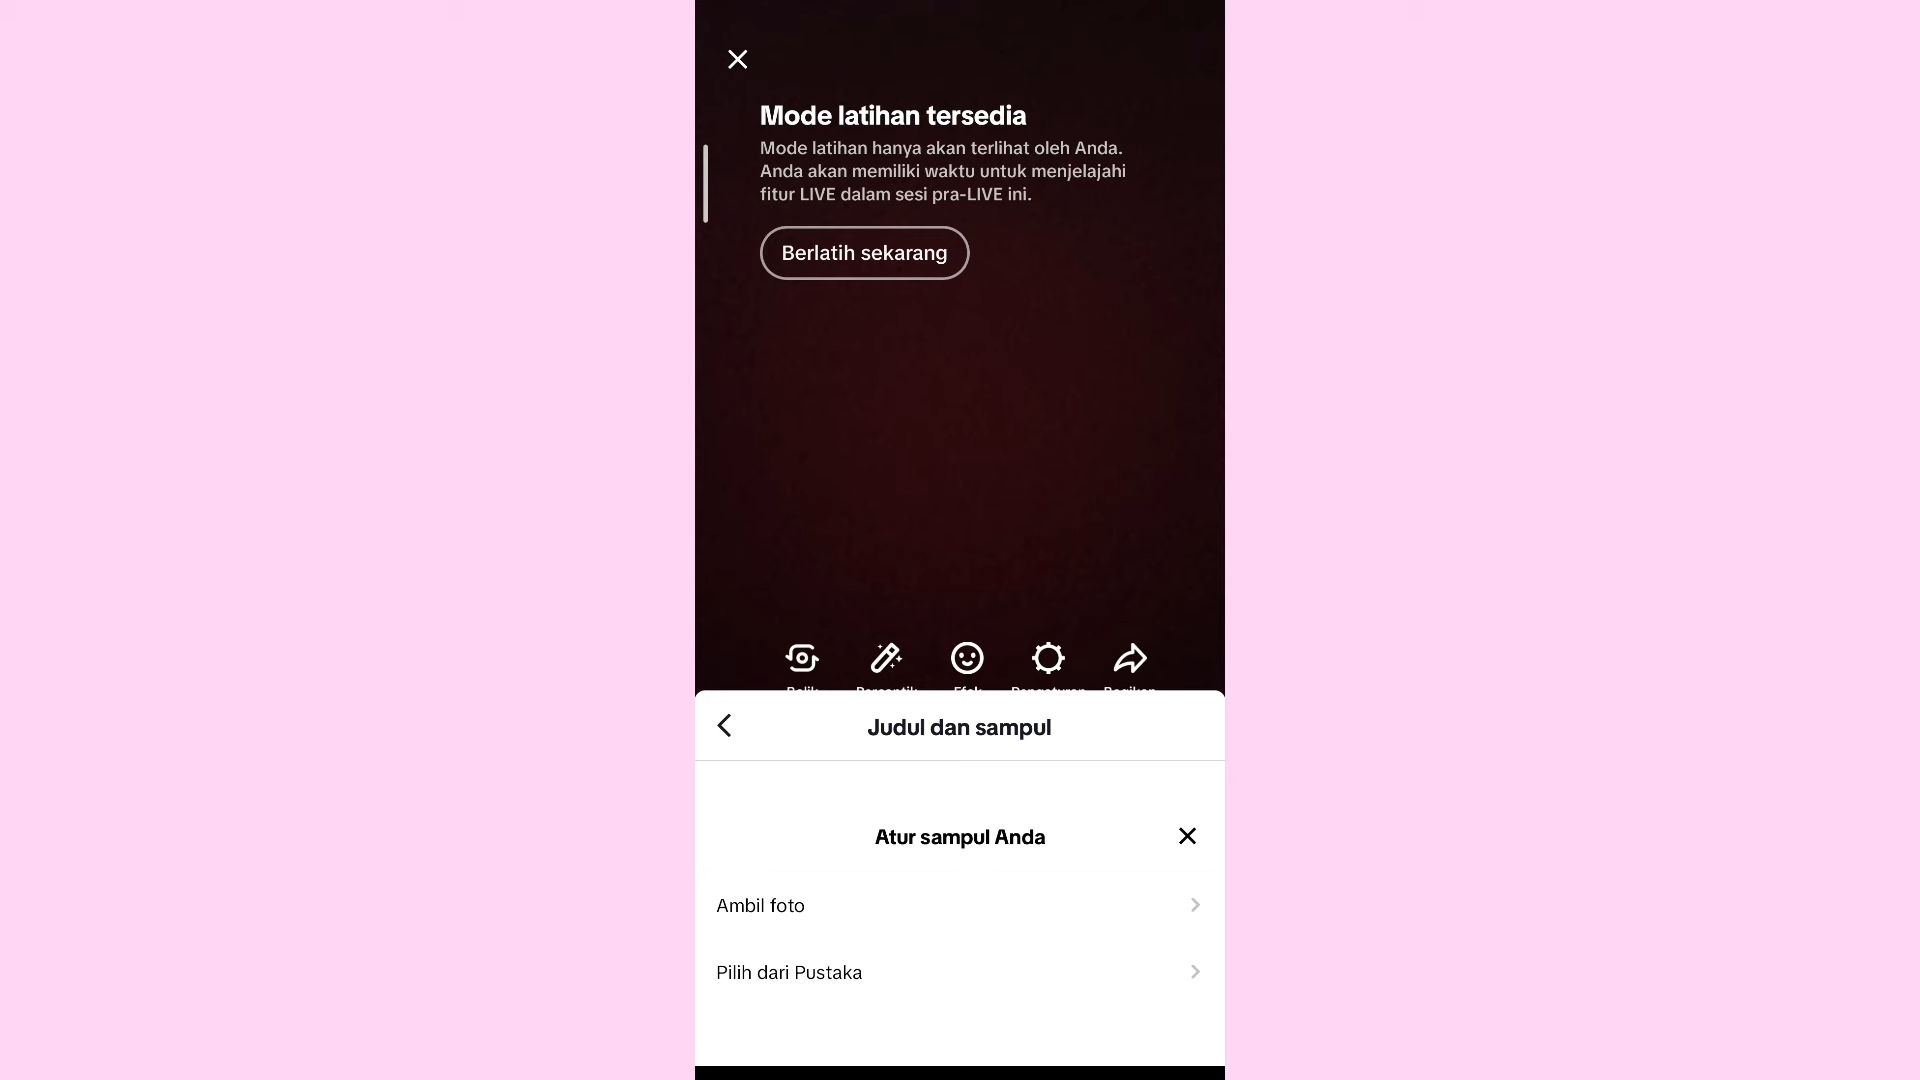 Mode latihan tersedia
Mode latihan hanya akan terlihat oleh Anda.
Anda akan memiliki waktu untuk menjelajahi
fitur LIVE dalam sesi pra-LIVE ini.
Berlatih sekarang
Judul dan sampul
Atur sampul Anda
Ambil foto
Pilih dari Pustaka